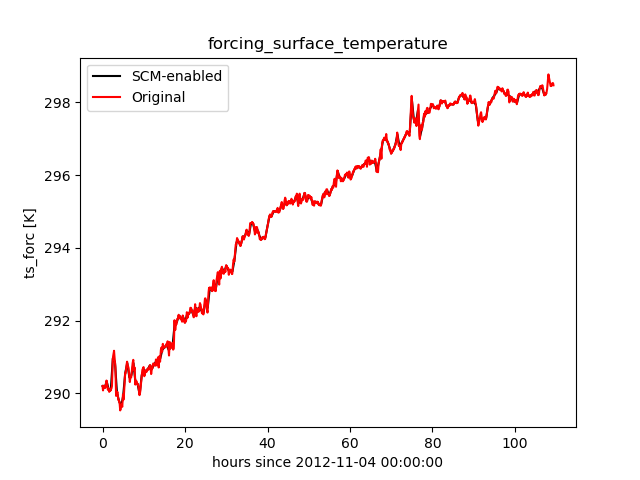 forcing_surface_temperature
SCM-enabled
Original
ts_forc [K]
298
296
294
292
290
0 20 40 60 80 100
hours since 2012-11-04 00:00:00